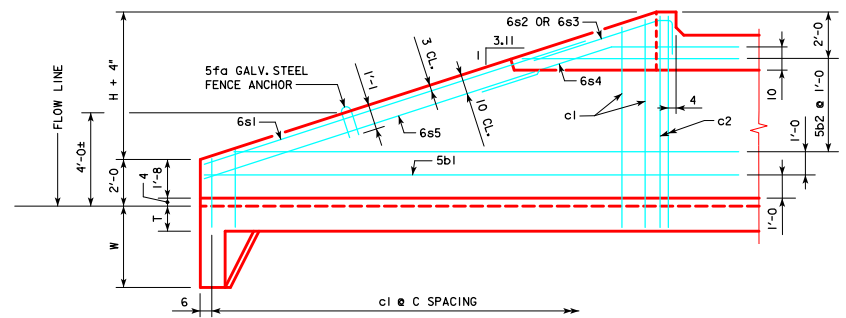 6s2 OR 6s3
3.11
1
2'-0
H + 4"
3 CL.
5fa GALV. STEEL
FENCE ANCHOR
1'-1
10 CL.
6s4
10
5b2 @ 1'-0
FLOW LINE
4'-0±
6s1
6s5
c1
4
c2
1'-0
5b1
2'-0
1'-8
4
T
1'-0
W
6
c1 @ C SPACING